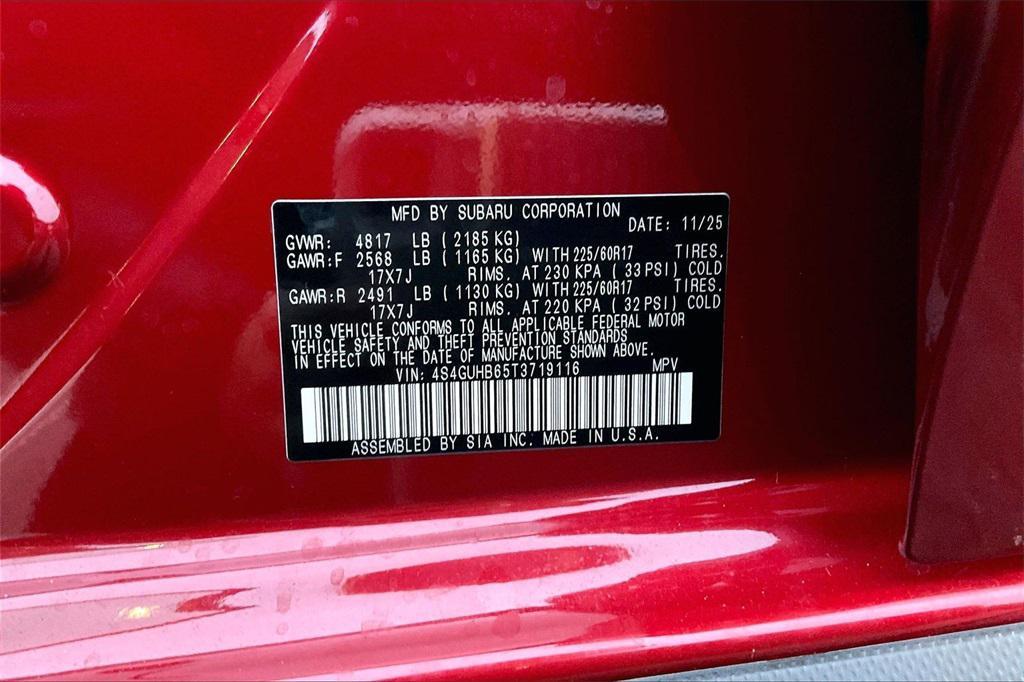 MFD BY SUBARU CORPORATION
DATE: 11/25
GVWR: 4817 LB ( 2185 KG)
GAWR:F 2568 LB ( 1165 KG) WITH 225/60R17 TIRES.
17X7J RIMS. AT 230 KPA ( 33 PSI) COLD
GAWR:R 2491 LB ( 1130 KG) WITH 225/60R17 TIRES.
17X7J RIMS. AT 220 KPA ( 32 PSI) COLD
THIS VEHICLE CONFORMS TO ALL APPLICABLE FEDERAL MOTOR
VEHICLE SAFETY AND THEFT PREVENTION STANDARDS
IN EFFECT ON THE DATE OF MANUFACTURE SHOWN ABOVE.
VIN: 4S4GUHB65T3719116 MPV
ASSEMBLED BY SIA INC. MADE IN U.S.A.